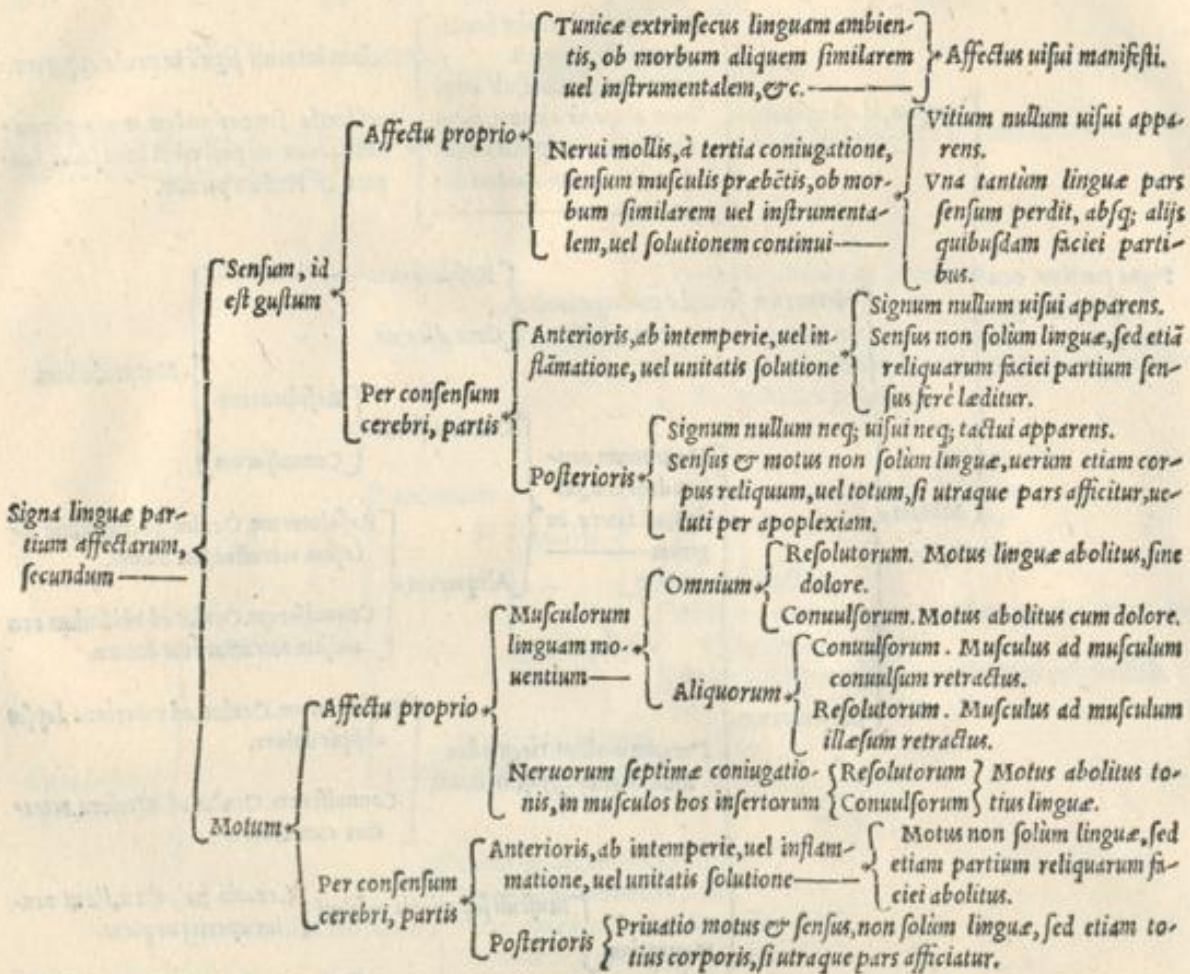 Tunicæ extrinſecus linguam ambien-
tis, ob morbum aliquem ſimilarem
uel inſtrumentalem, &c.
Affectus uiſui manifeſti.
Affectu proprio
Nerui mollis, à tertia coniugatione,
ſenſum muſculis præbētis, ob mor-
bum ſimilarem uel inſtrumenta-
lem, uel ſolutionem continui
Vitium nullum uiſui appa-
rens.
Vna tantùm linguæ pars
ſenſum perdit, abſq; alijs
quibuſdam faciei parti-
bus.
Senſum, id
eſt guſtum
Per conſenſum
cerebri, partis
Anterioris, ab intemperie, uel in-
flāmatione, uel unitatis ſolutione
Signum nullum uiſui apparens.
Senſus non ſolùm linguæ, ſed etiā
reliquarum faciei partium ſen-
ſus ferè læditur.
Poſterioris
Signum nullum neq; uiſui neq; tactui apparens.
Senſus & motus non ſolùm linguæ, uerùm etiam cor-
pus reliquum, uel totum, ſi utraque pars afficitur, ue-
luti per apoplexiam.
Signa linguæ par-
tium affectarum,
ſecundum
Motum
Affectu proprio
Muſculorum
linguam mo-
uentium
Omnium
Reſolutorum. Motus linguæ abolitus, ſine
dolore.
Conuulſorum. Motus abolitus cum dolore.
Aliquorum
Conuulſorum. Muſculus ad muſculum
conuulſum retractus.
Reſolutorum. Muſculus ad muſculum
illæſum retractus.
Neruorum ſeptimæ coniugatio-
nis, in muſculos hos inſertorum
Reſolutorum
Conuulſorum
Motus abolitus to-
tius linguæ.
Per conſenſum
cerebri, partis
Anterioris, ab intemperie, uel inflam-
matione, uel unitatis ſolutione
Motus non ſolùm linguæ, ſed
etiam partium reliquarum fa-
ciei abolitus.
Poſterioris
Priuatio motus & ſenſus, non ſolùm linguæ, ſed etiam to-
tius corporis, ſi utraque pars afficiatur.